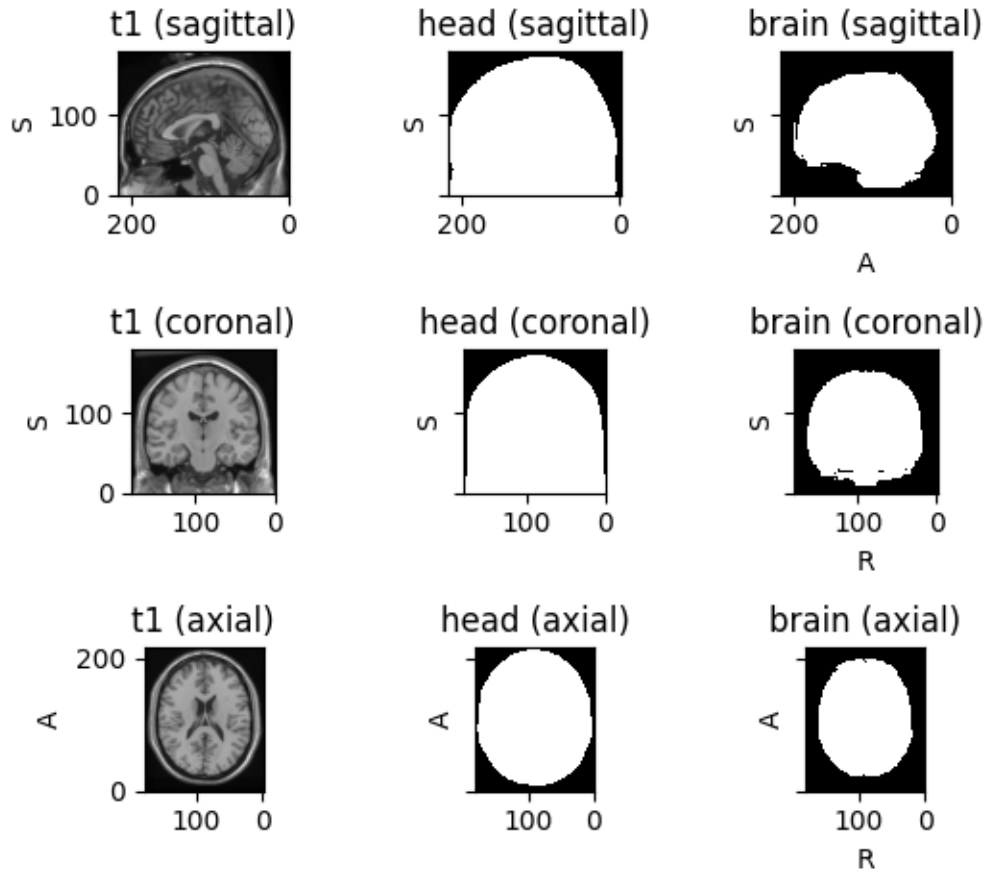 t1 (sagittal)
head (sagittal)
brain (sagittal)
S
100
0
200
0
S
200
0
S
200
0
A
t1 (coronal)
head (coronal)
brain (coronal)
S
100
0
100
0
S
100
0
S
100
0
R
t1 (axial)
head (axial)
brain (axial)
A
200
0
100
0
A
100
0
A
100
0
R